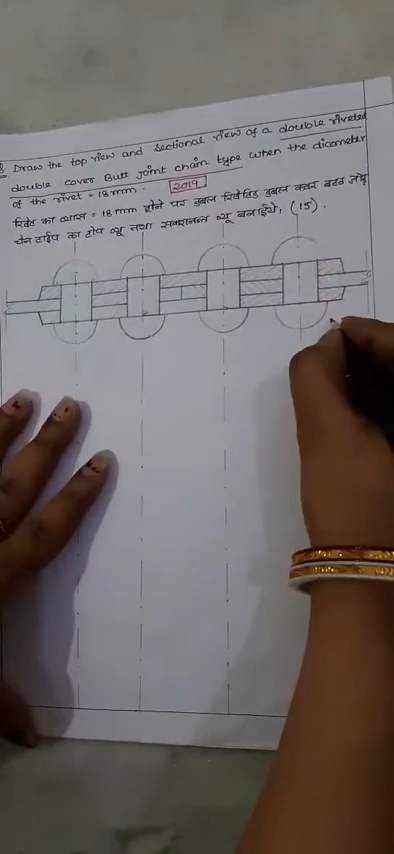 Q Draw the top view and sectional view of a double riveted
double cover Butt Joint chain type when the diameter
of the rivet = 18 mm. 2019
रिवेट का व्यास = 18 mm होने पर डबल रिवेटिड डबल कवर बटट जोड़
चेन टाईप का टोप व्यू तथा सेक्शनल व्यू बनाईये। (15).